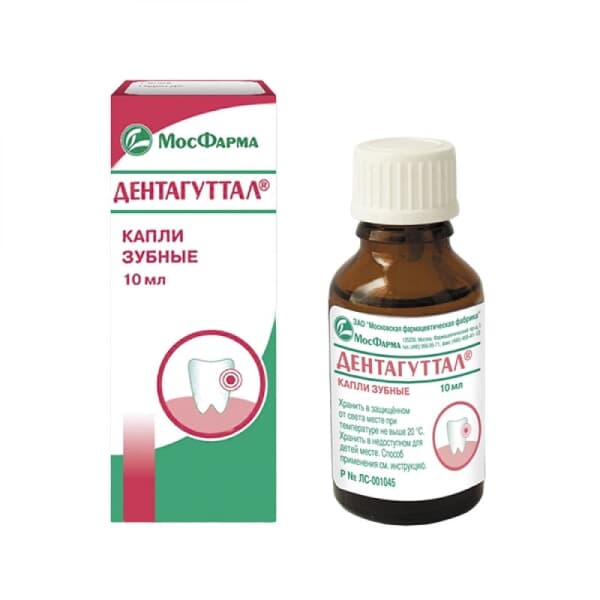 МосФарма
ДЕНТАГУТТАЛ®
КАПЛИ
ЗУБНЫЕ
10 мл
ЗАО "Московская фармацевтическая фабрика"
МосФарма
ДЕНТАГУТТАЛ®
КАПЛИ ЗУБНЫЕ 10 мл
Хранить в защищённом
от света месте при
температуре не выше 20 °С.
Хранить в недоступном для
детей месте. Способ
применения см. инструкцию.
Р № ЛС-001045